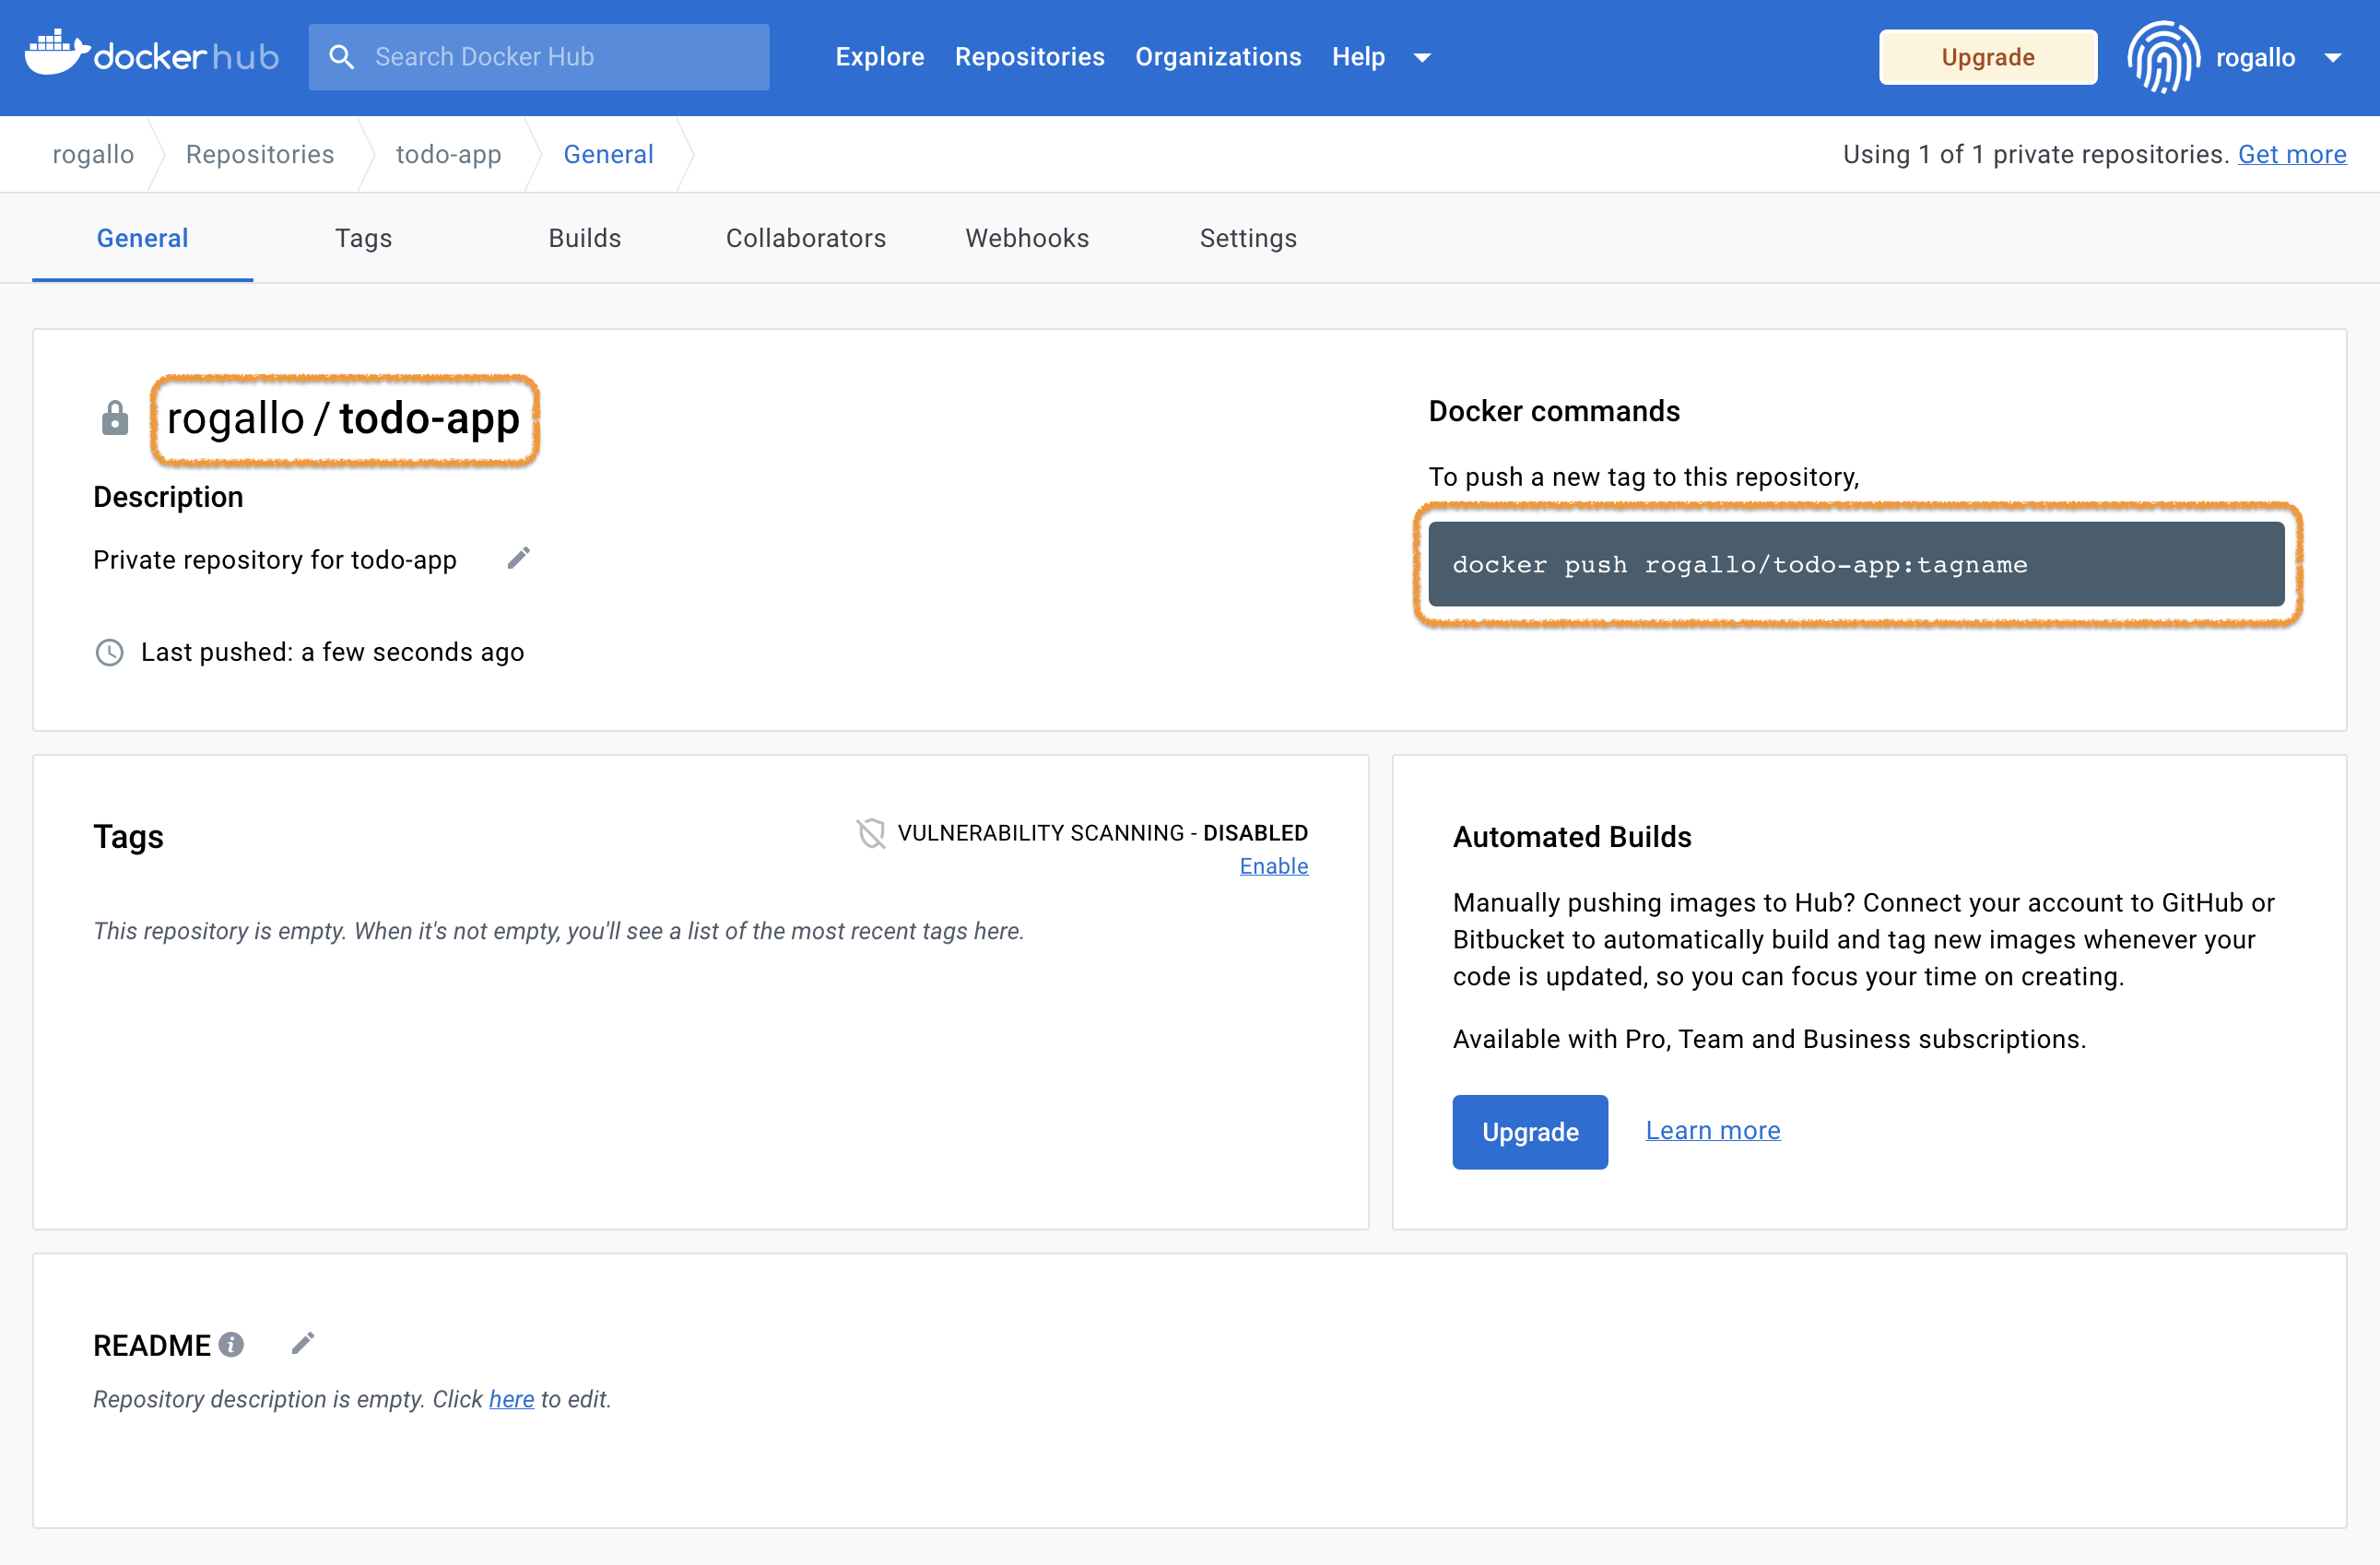 docker hub Search Docker Hub Explore Repositories Organizations Help Upgrade rogallo
rogallo Repositories todo-app General Using 1 of 1 private repositories. Get more
General Tags Builds Collaborators Webhooks Settings
rogallo / todo-app
Description
Private repository for todo-app
Last pushed: a few seconds ago
Docker commands
To push a new tag to this repository,
docker push rogallo/todo-app:tagname
Tags
VULNERABILITY SCANNING - DISABLED
Enable
This repository is empty. When it's not empty, you'll see a list of the most recent tags here.
Automated Builds
Manually pushing images to Hub? Connect your account to GitHub or
Bitbucket to automatically build and tag new images whenever your
code is updated, so you can focus your time on creating.
Available with Pro, Team and Business subscriptions.
Upgrade Learn more
README
Repository description is empty. Click here to edit.